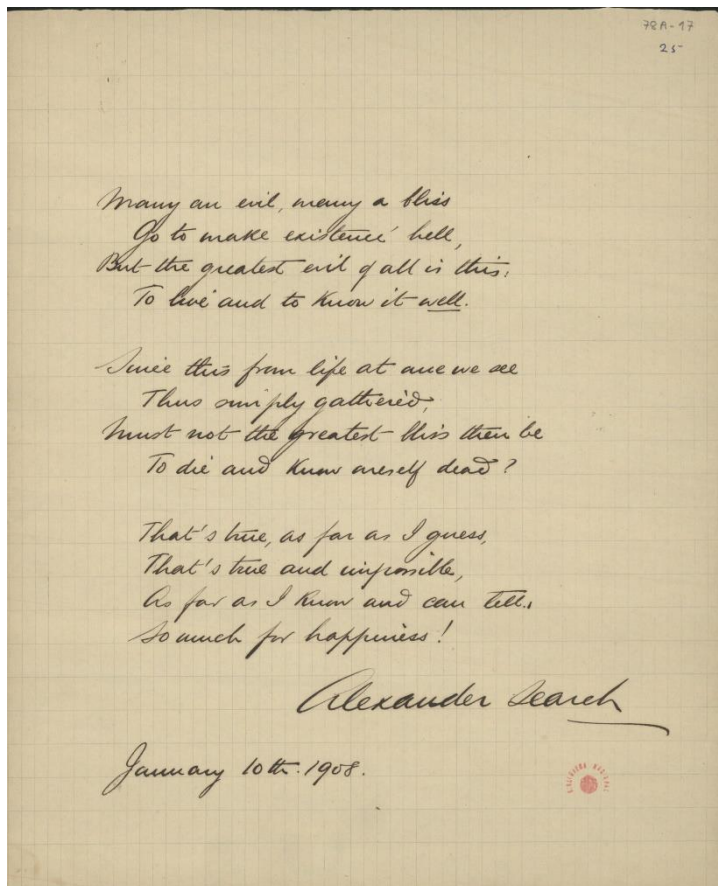 78A-17
25
Many an evil, many a bliss
Go to make existence hell,
But the greatest evil of all is this:
To live and to know it well.
Since this from life at once we see
Thus simply gathered,
Must not the greatest bliss then be
To die and know oneself dead?
That's true, as far as I guess,
That's true and impossible,
As far as I know and can tell.
So much for happiness!
Alexander Search
January 10th. 1908.
BIBLIOTECA NACIONAL